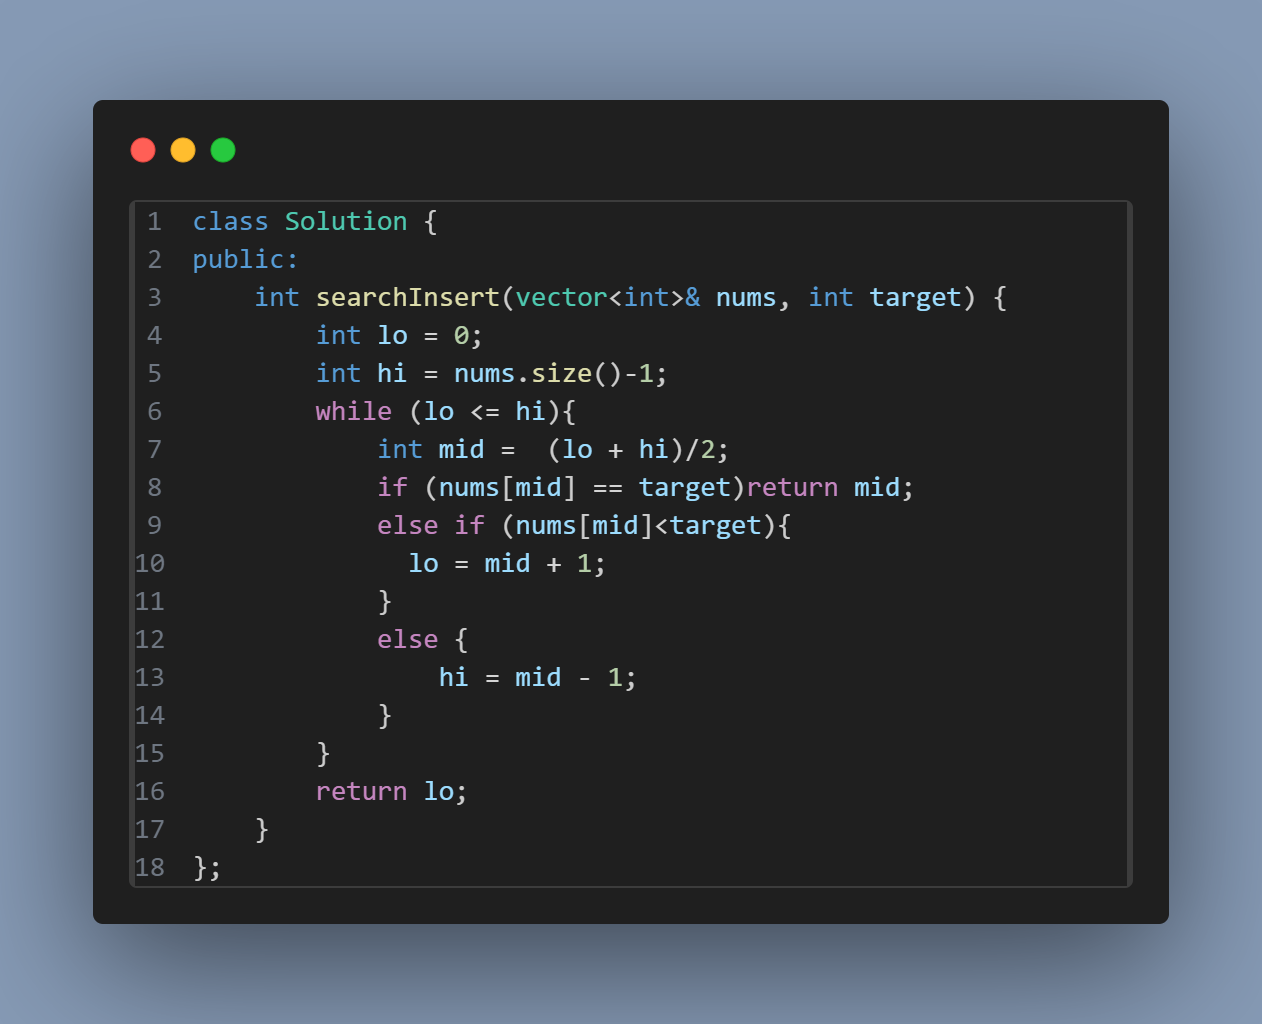 1 class Solution {
2 public:
3     int searchInsert(vector<int>& nums, int target) {
4         int lo = 0;
5         int hi = nums.size()-1;
6         while (lo <= hi){
7             int mid =  (lo + hi)/2;
8             if (nums[mid] == target)return mid;
9             else if (nums[mid]<target){
10               lo = mid + 1;
11             }
12             else {
13                 hi = mid - 1;
14             }
15         }
16         return lo;
17     }
18 };